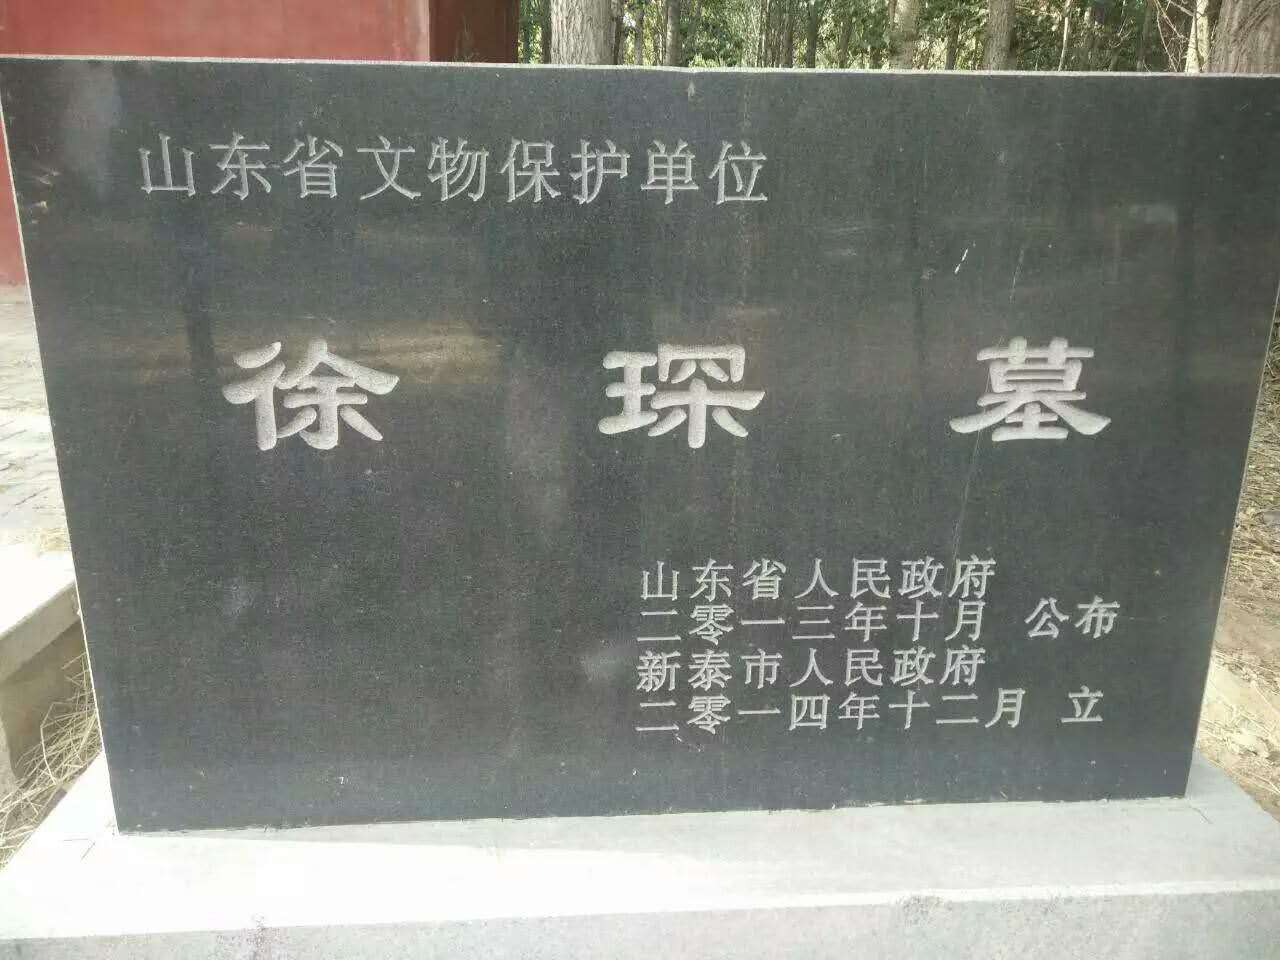 山东省文物保护单位
徐琛墓
山东省人民政府
二零一三年十月 公布
新泰市人民政府
二零一四年十二月 立